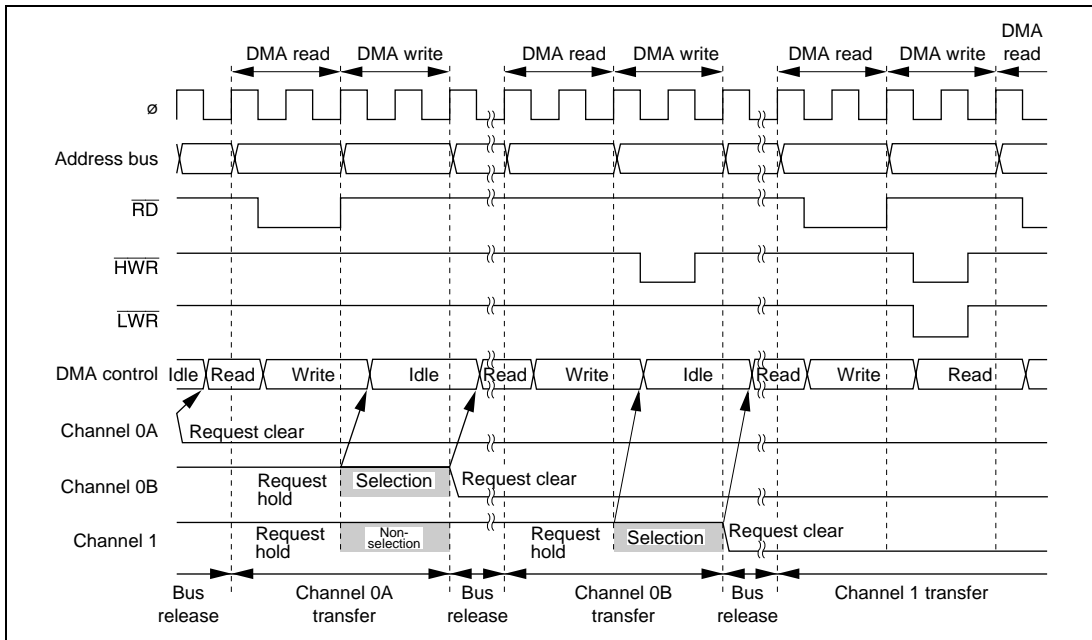 DMA read DMA write DMA read DMA write DMA read DMA write DMA read
ø
Address bus
RD
HWR
LWR
DMA control Idle Read Write Idle Read Write Idle Read Write Read
Channel 0A Request clear
Channel 0B Request hold Selection Request clear
Channel 1 Request hold Non-selection Request hold Selection Request clear
Bus release Channel 0A transfer Bus release Channel 0B transfer Bus release Channel 1 transfer